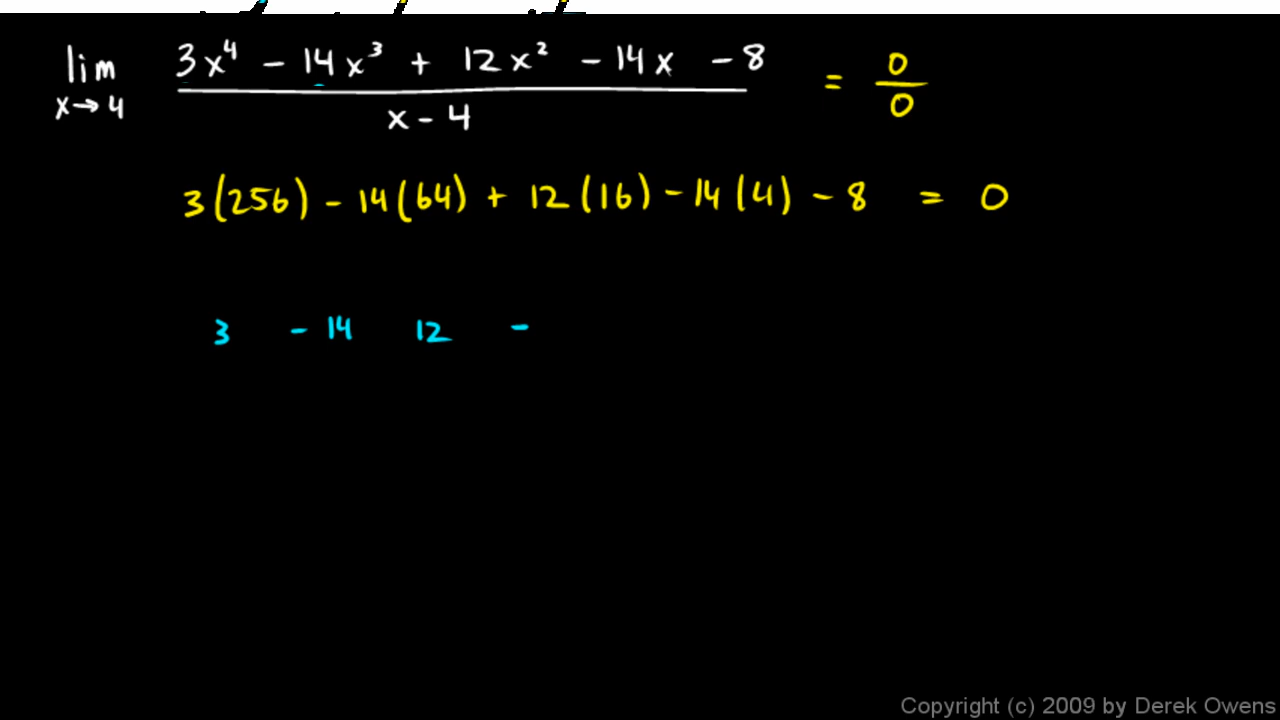 lim x→4 (3x⁴ - 14x³ + 12x² - 14x - 8) / (x - 4) = 0/0
3(256) - 14(64) + 12(16) - 14(4) - 8 = 0
3 - 14 12 -
Copyright (c) 2009 by Derek Owens